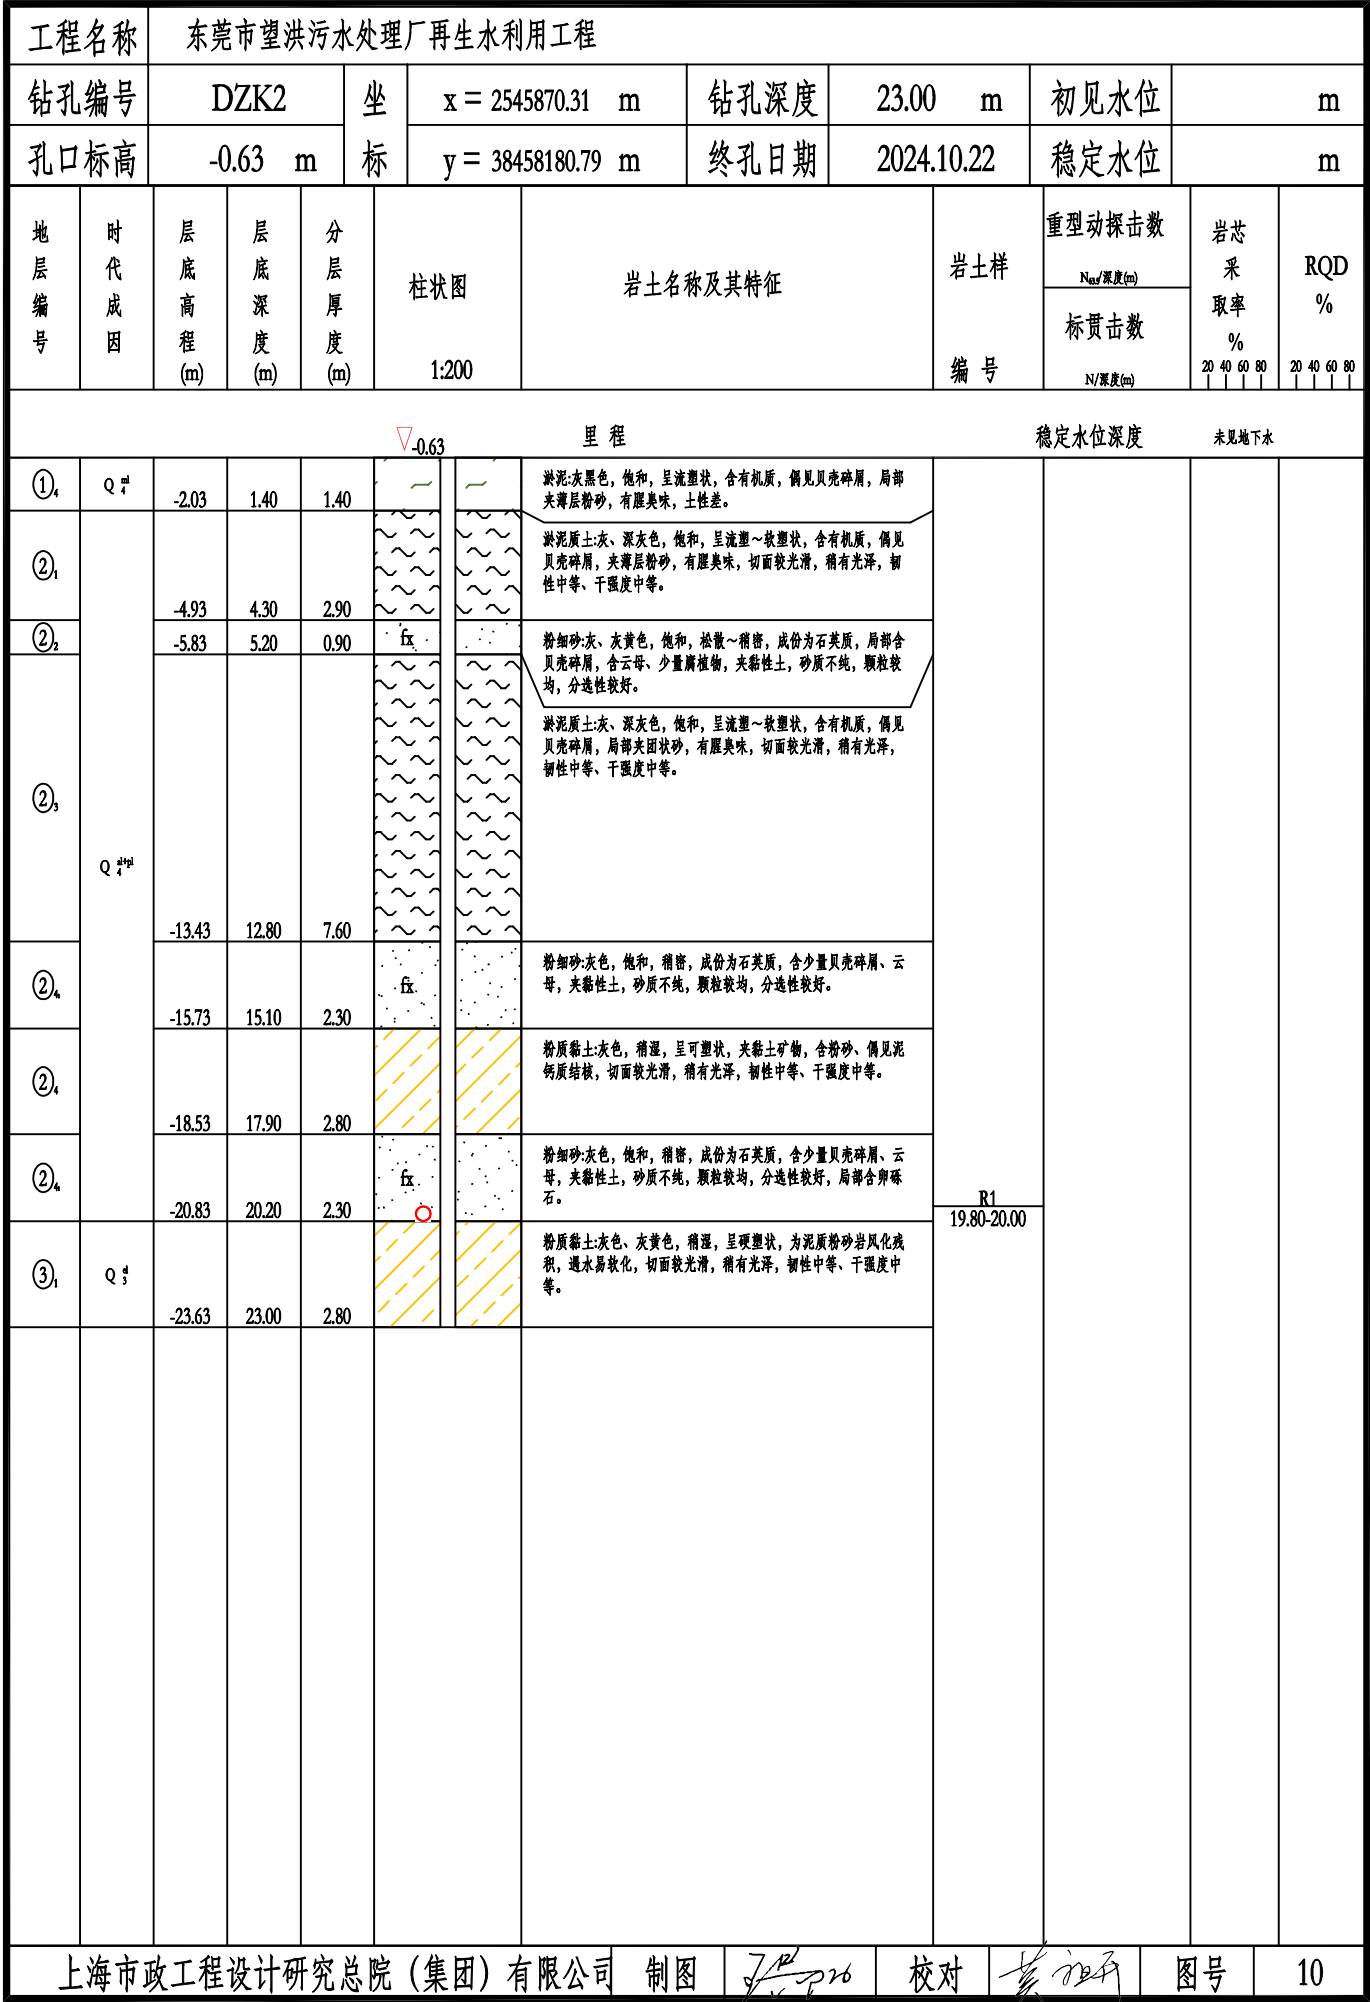 工程名称 东莞市望洪污水处理厂再生水利用工程
钻孔编号 DZK2 坐 x = 2545870.31 m 钻孔深度 23.00 m 初见水位 m
孔口标高 -0.63 m 标 y = 38458180.79 m 终孔日期 2024.10.22 稳定水位 m
地层编号
时代成因
层底高程(m)
层底深度(m)
分层厚度(m)
柱状图
1:200
岩土名称及其特征
岩土样
编 号
重型动探击数
N63.5/深度(m)
标贯击数
N/深度(m)
岩芯采取率
%
20 40 60 80
RQD
%
20 40 60 80
-0.63 里 程 稳定水位深度 未见地下水
①4 Q4ml -2.03 1.40 1.40
淤泥:灰黑色，饱和，呈流塑状，含有机质，偶见贝壳碎屑，局部
夹薄层粉砂，有腥臭味，土性差。
②1 -4.93 4.30 2.90
淤泥质土:灰、深灰色，饱和，呈流塑～软塑状，含有机质，偶见
贝壳碎屑，夹薄层粉砂，有腥臭味，切面较光滑，稍有光泽，韧
性中等、干强度中等。
②2 -5.83 5.20 0.90 fx
粉细砂:灰、灰黄色，饱和，松散～稍密，成份为石英质，局部含
贝壳碎屑，含云母、少量腐植物，夹黏性土，砂质不纯，颗粒较
均，分选性较好。
②3 Q4al+pl -13.43 12.80 7.60
淤泥质土:灰、深灰色，饱和，呈流塑～软塑状，含有机质，偶见
贝壳碎屑，局部夹团状砂，有腥臭味，切面较光滑，稍有光泽，
韧性中等、干强度中等。
②4a -15.73 15.10 2.30 fx
粉细砂:灰色，饱和，稍密，成份为石英质，含少量贝壳碎屑、云
母，夹黏性土，砂质不纯，颗粒较均，分选性较好。
②4 -18.53 17.90 2.80
粉质黏土:灰色，稍湿，呈可塑状，夹黏土矿物，含粉砂、偶见泥
钙质结核，切面较光滑，稍有光泽，韧性中等、干强度中等。
②4a -20.83 20.20 2.30 fx
粉细砂:灰色，饱和，稍密，成份为石英质，含少量贝壳碎屑、云
母，夹黏性土，砂质不纯，颗粒较均，分选性较好，局部含卵砾
石。
R1
19.80-20.00
③1 Q3el -23.63 23.00 2.80
粉质黏土:灰色、灰黄色，稍湿，呈硬塑状，为泥质粉砂岩风化残
积，遇水易软化，切面较光滑，稍有光泽，韧性中等、干强度中
等。
上海市政工程设计研究总院（集团）有限公司 制图 校对 图号 10